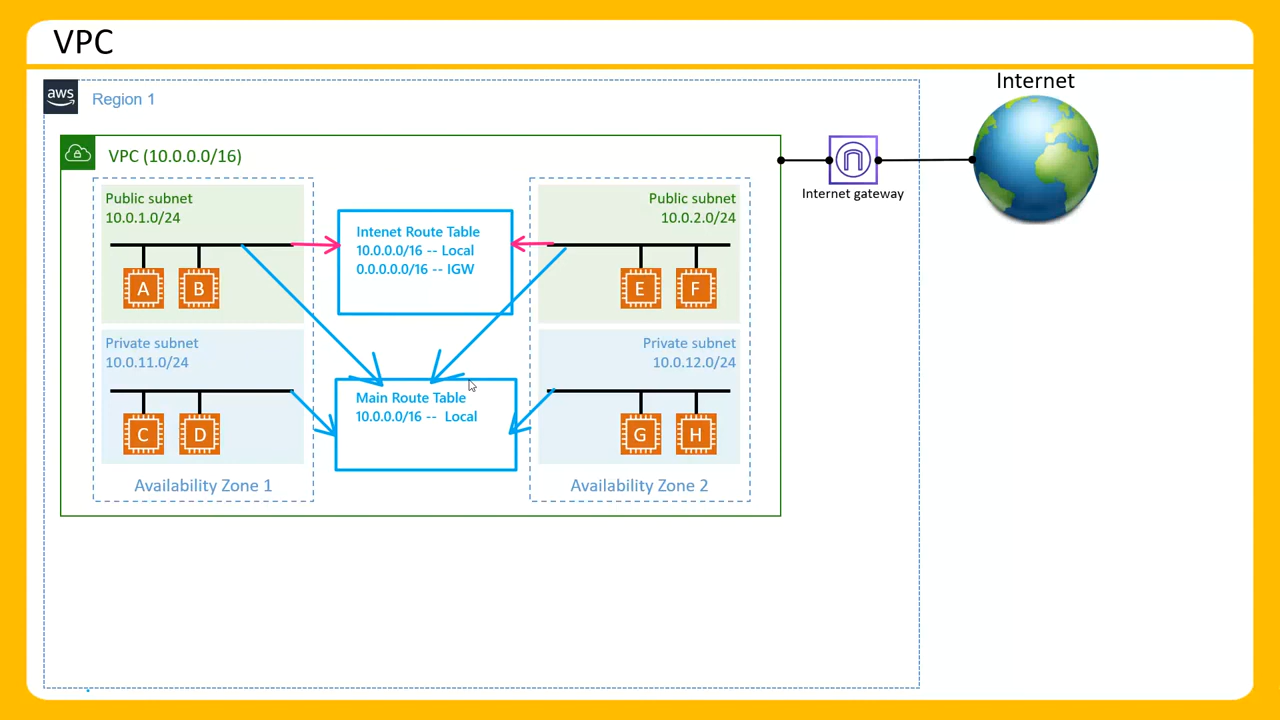 VPC
Internet
aws
Region 1
VPC (10.0.0.0/16)
Internet gateway
Public subnet
10.0.1.0/24
Intenet Route Table
10.0.0.0/16 -- Local
0.0.0.0.0/16 -- IGW
Public subnet
10.0.2.0/24
A
B
E
F
Private subnet
10.0.11.0/24
Main Route Table
10.0.0.0/16 -- Local
Private subnet
10.0.12.0/24
C
D
G
H
Availability Zone 1
Availability Zone 2